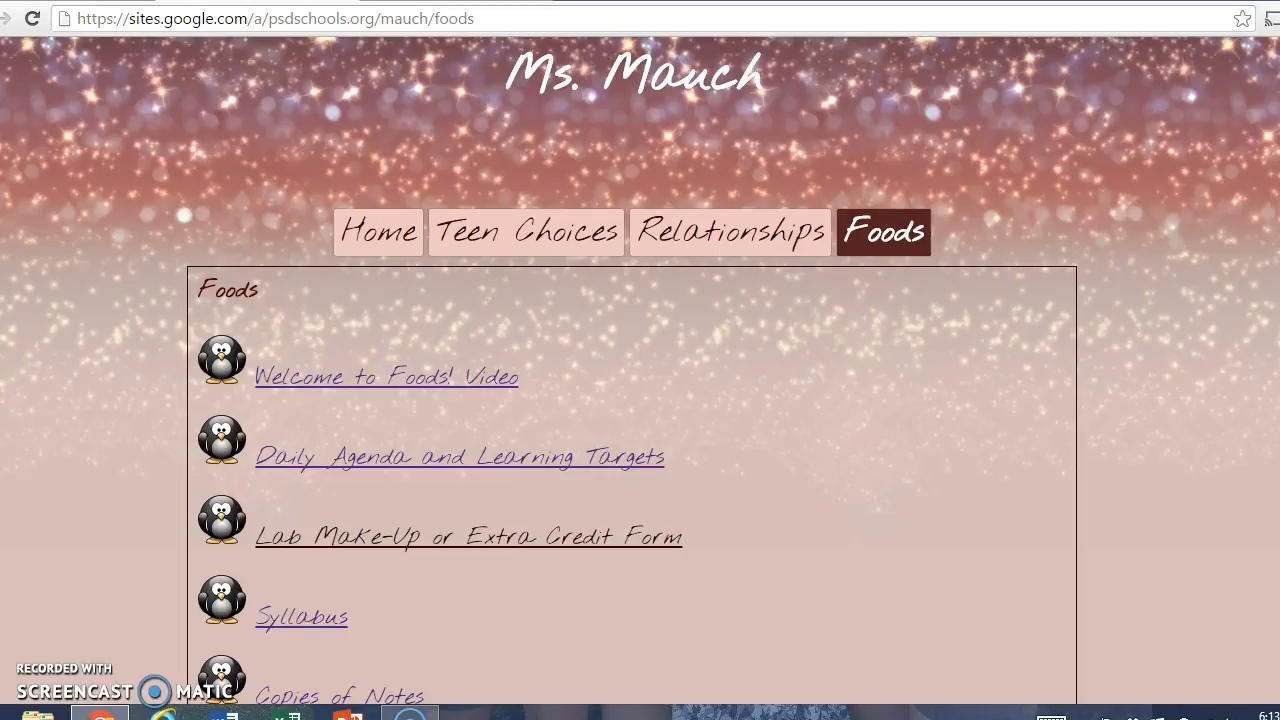 https://sites.google.com/a/psdschools.org/mauch/foods
Ms. Mauch
Home Teen Choices Relationships Foods
Foods
Welcome to Foods! Video
Daily Agenda and Learning Targets
Lab Make-Up or Extra Credit Form
Syllabus
Copies of Notes
RECORDED WITH
SCREENCAST MATIC
6:13